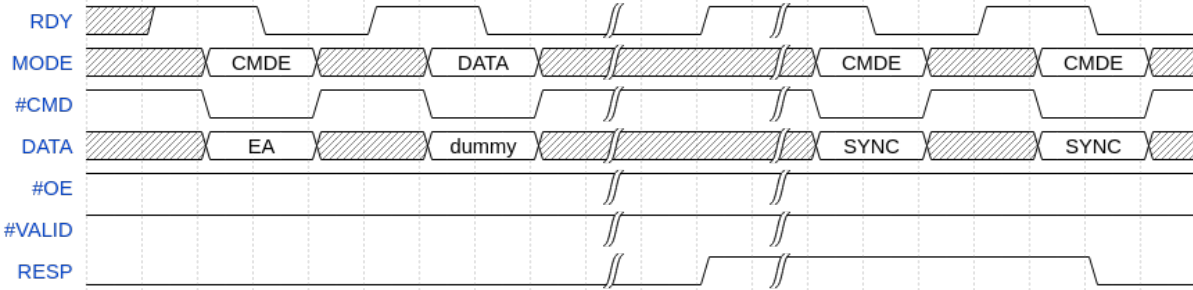 RDY
MODE CMDE DATA CMDE CMDE
#CMD
DATA EA dummy SYNC SYNC
#OE
#VALID
RESP